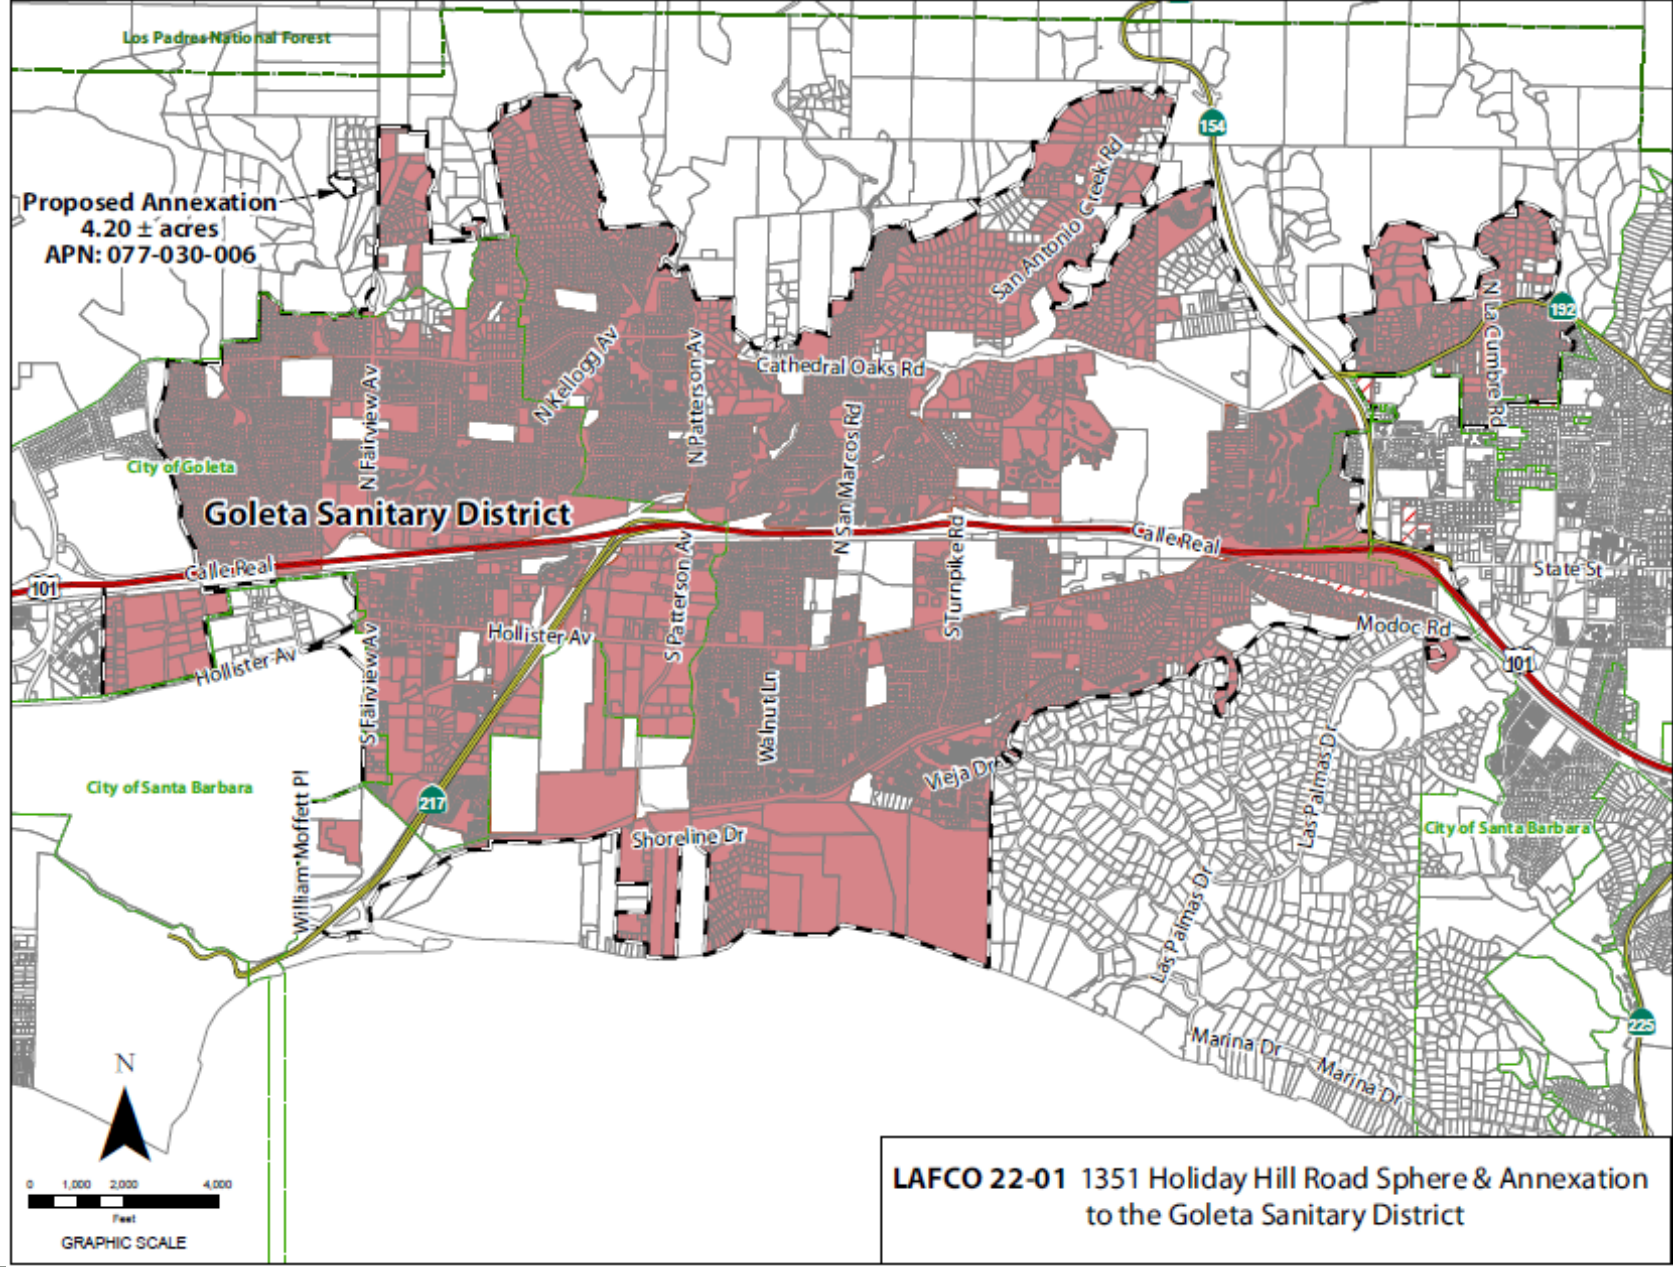 Los Padres National Forest
154
Proposed Annexation
4.20 ± acres
APN: 077-030-006
San Antonio Creek Rd
192
N La Cumbre Rd
N Kellogg Av
N Patterson Av
Cathedral Oaks Rd
N Fairview Av
N San Marcos Rd
City of Goleta
Goleta Sanitary District
Calle Real
Calle Real
101
State St
S Patterson Av
S Turnpike Rd
Hollister Av
Hollister Av
Modoc Rd
101
S Fairview Av
Walnut Ln
Vieja Dr
Las Palmas Dr
City of Santa Barbara
William Moffett Pl
217
Shoreline Dr
City of Santa Barbara
Las Palmas Dr
225
Marina Dr
Marina Dr
N
0 1,000 2,000 4,000
Feet
GRAPHIC SCALE
LAFCO 22-01 1351 Holiday Hill Road Sphere & Annexation
to the Goleta Sanitary District